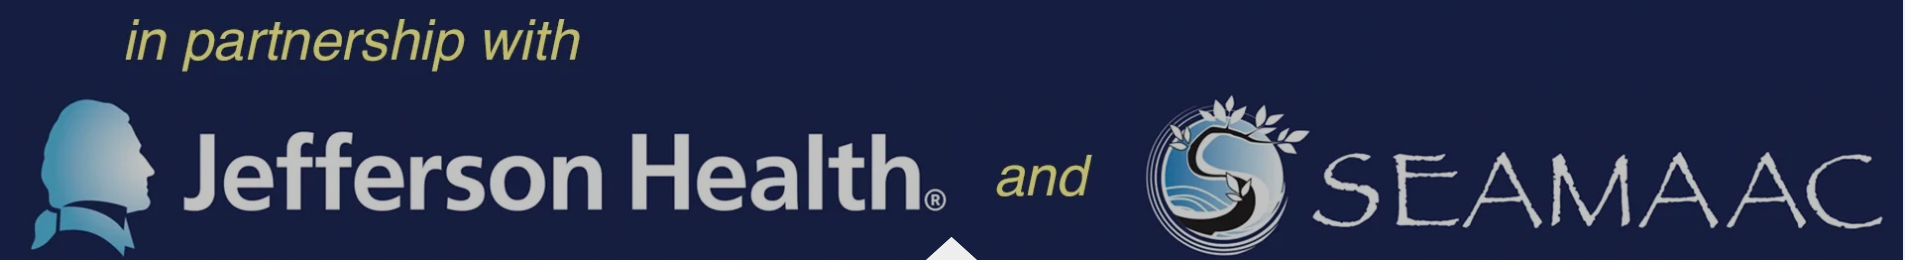 in partnership with
Jefferson Health® and SEAMAAC